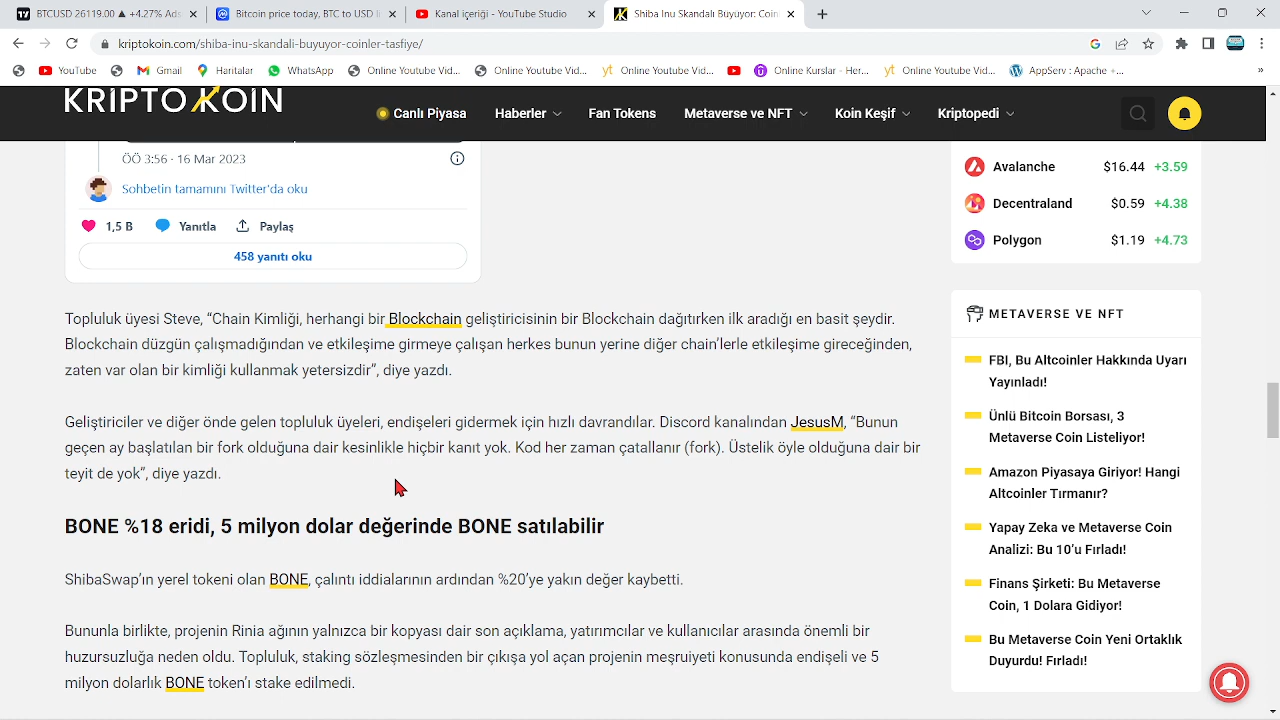 BTCUSD 26119.00 ▲ +4.27% Ads
Bitcoin price today, BTC to USD li
Kanal içeriği - YouTube Studio
Shiba Inu Skandalı Büyüyor: Coin
kriptokoin.com/shiba-inu-skandali-buyuyor-coinler-tasfiye/
YouTube
Gmail
Haritalar
WhatsApp
Online Youtube Vid...
Online Youtube Vid...
Online Youtube Vid...
Online Kurslar - Her...
Online Youtube Vid...
AppServ : Apache +...
»
KRIPTOKOIN
Canlı Piyasa
Haberler
Fan Tokens
Metaverse ve NFT
Koin Keşif
Kriptopedi
ÖÖ 3:56 · 16 Mar 2023
Sohbetin tamamını Twitter'da oku
1,5 B Yanıtla Paylaş
458 yanıtı oku
Topluluk üyesi Steve, “Chain Kimliği, herhangi bir Blockchain geliştiricisinin bir Blockchain dağıtırken ilk aradığı en basit şeydir.
Blockchain düzgün çalışmadığından ve etkileşime girmeye çalışan herkes bunun yerine diğer chain’lerle etkileşime gireceğinden,
zaten var olan bir kimliği kullanmak yetersizdir”, diye yazdı.
Geliştiriciler ve diğer önde gelen topluluk üyeleri, endişeleri gidermek için hızlı davrandılar. Discord kanalından JesusM, “Bunun
geçen ay başlatılan bir fork olduğuna dair kesinlikle hiçbir kanıt yok. Kod her zaman çatallanır (fork). Üstelik öyle olduğuna dair bir
teyit de yok”, diye yazdı.
BONE %18 eridi, 5 milyon dolar değerinde BONE satılabilir
ShibaSwap’ın yerel tokeni olan BONE, çalıntı iddialarının ardından %20’ye yakın değer kaybetti.
Bununla birlikte, projenin Rinia ağının yalnızca bir kopyası dair son açıklama, yatırımcılar ve kullanıcılar arasında önemli bir
huzursuzluğa neden oldu. Topluluk, staking sözleşmesinden bir çıkışa yol açan projenin meşruiyeti konusunda endişeli ve 5
milyon dolarlık BONE token’ı stake edilmedi.
Avalanche $16.44 +3.59
Decentraland $0.59 +4.38
Polygon $1.19 +4.73
METAVERSE VE NFT
FBI, Bu Altcoinler Hakkında Uyarı
Yayınladı!
Ünlü Bitcoin Borsası, 3
Metaverse Coin Listeliyor!
Amazon Piyasaya Giriyor! Hangi
Altcoinler Tırmanır?
Yapay Zeka ve Metaverse Coin
Analizi: Bu 10’u Fırladı!
Finans Şirketi: Bu Metaverse
Coin, 1 Dolara Gidiyor!
Bu Metaverse Coin Yeni Ortaklık
Duyurdu! Fırladı!